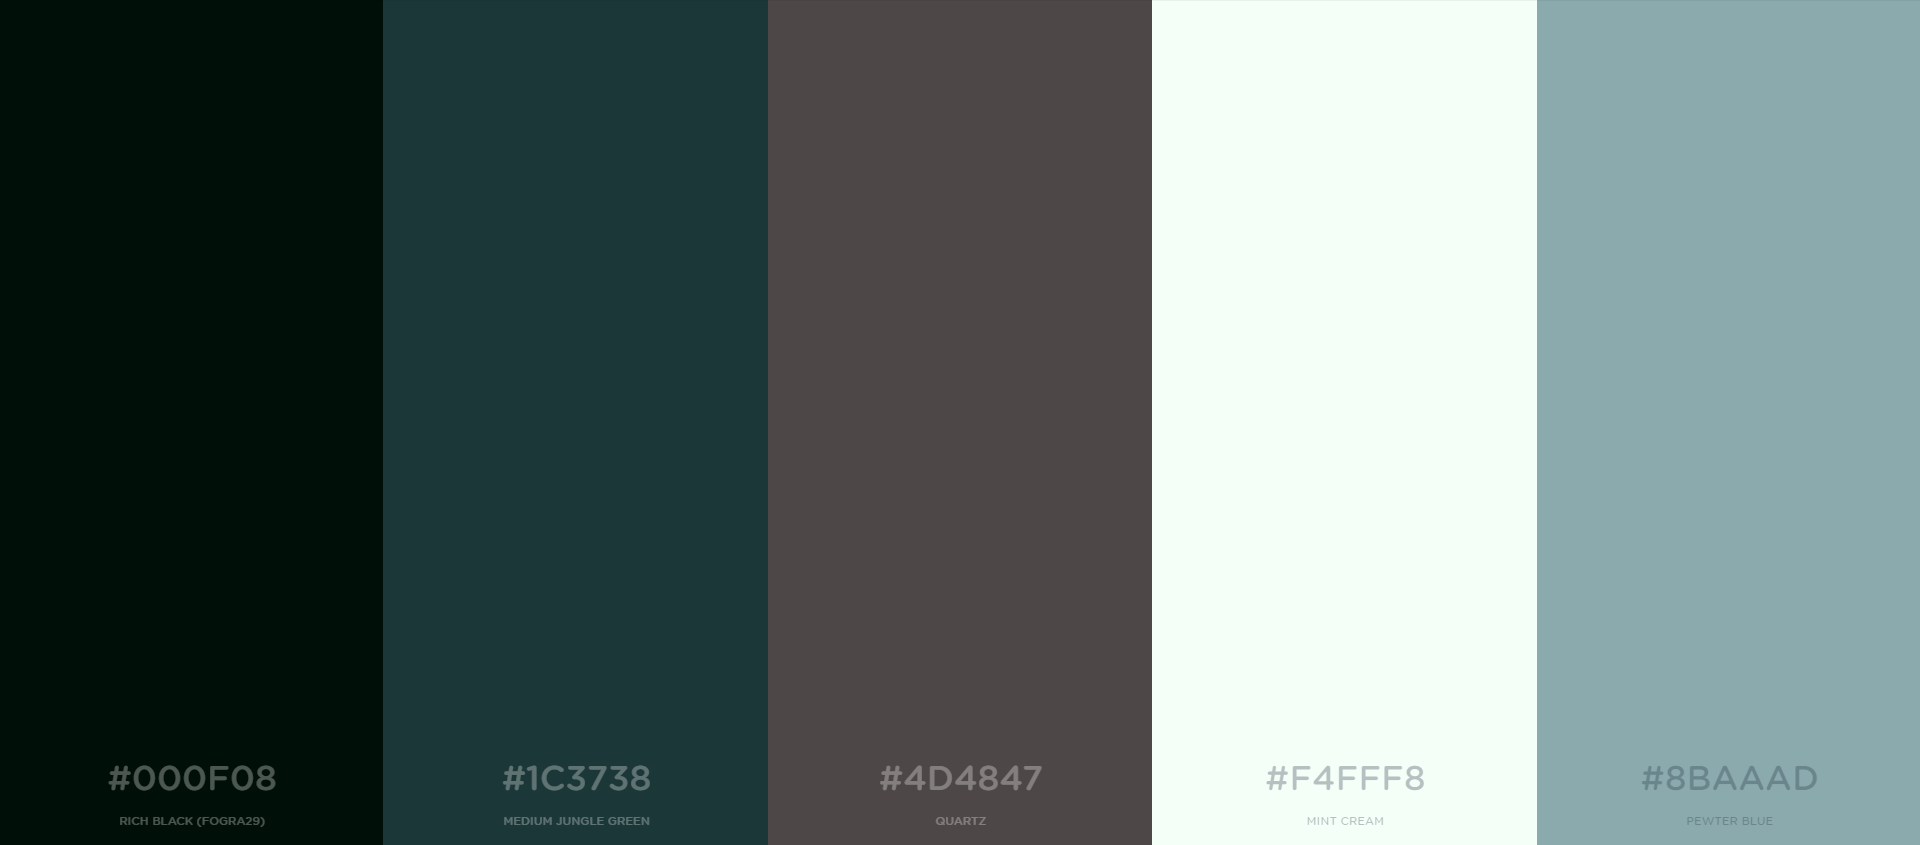 #000F08
RICH BLACK (FOGRA29)
#1C3738
MEDIUM JUNGLE GREEN
#4D4847
QUARTZ
#F4FFF8
MINT CREAM
#8BAAAD
PEWTER BLUE